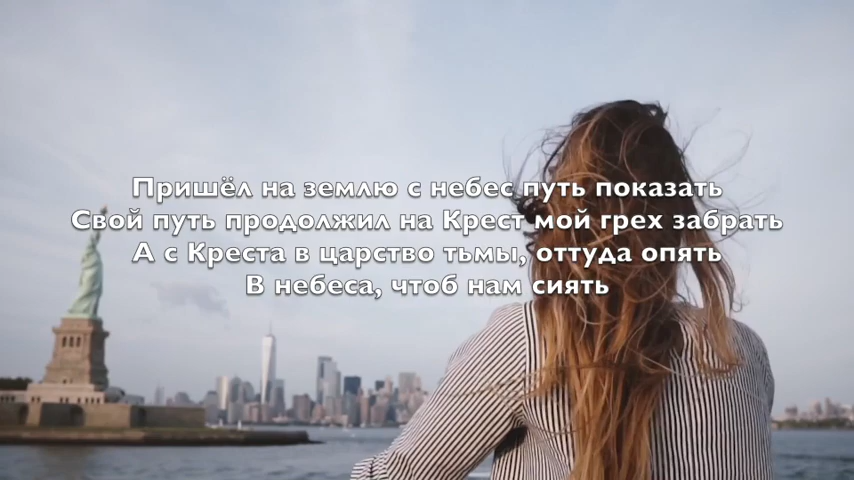 Пришёл на землю с небес путь показать
Свой путь продолжил на Крест мой грех забрать
А с Креста в царство тьмы, оттуда опять
В небеса, чтоб нам сиять